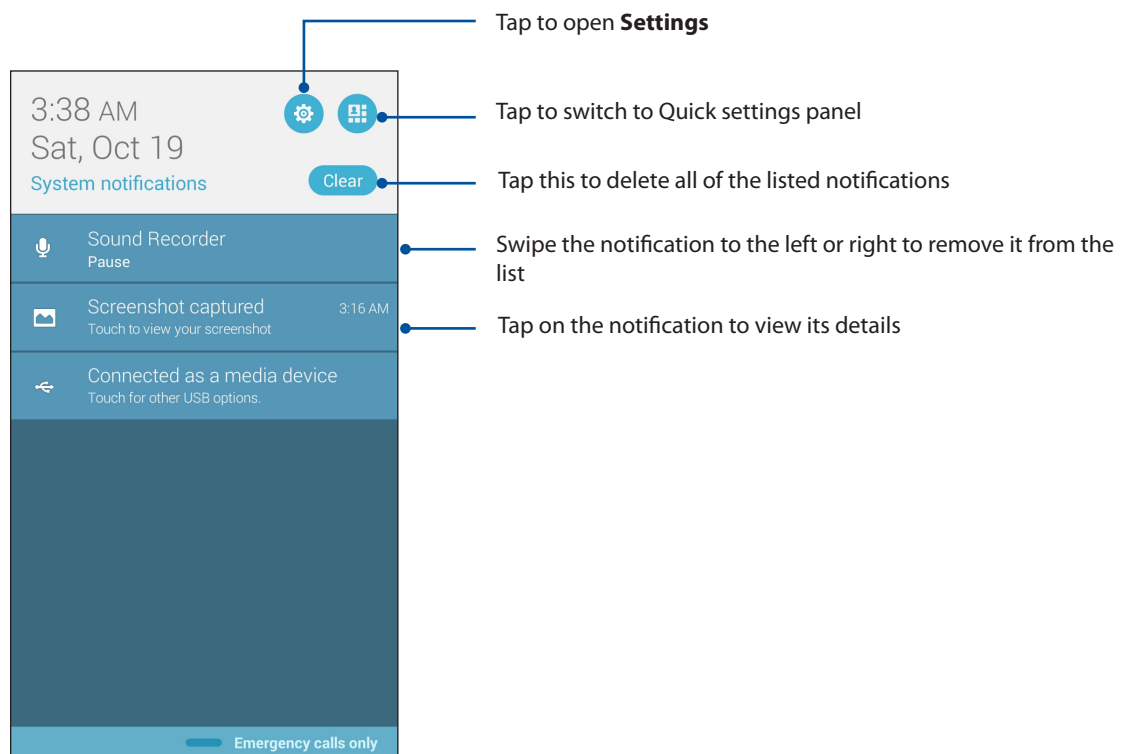 Tap to open Settings
3:38 AM
Tap to switch to Quick settings panel
Sat, Oct 19
System notifications
Clear
Tap this to delete all of the listed notifications
Sound Recorder
Pause
Swipe the notification to the left or right to remove it from the
list
Screenshot captured
3:16 AM
Touch to view your screenshot
Tap on the notification to view its details
Connected as a media device
Touch for other USB options.
Emergency calls only